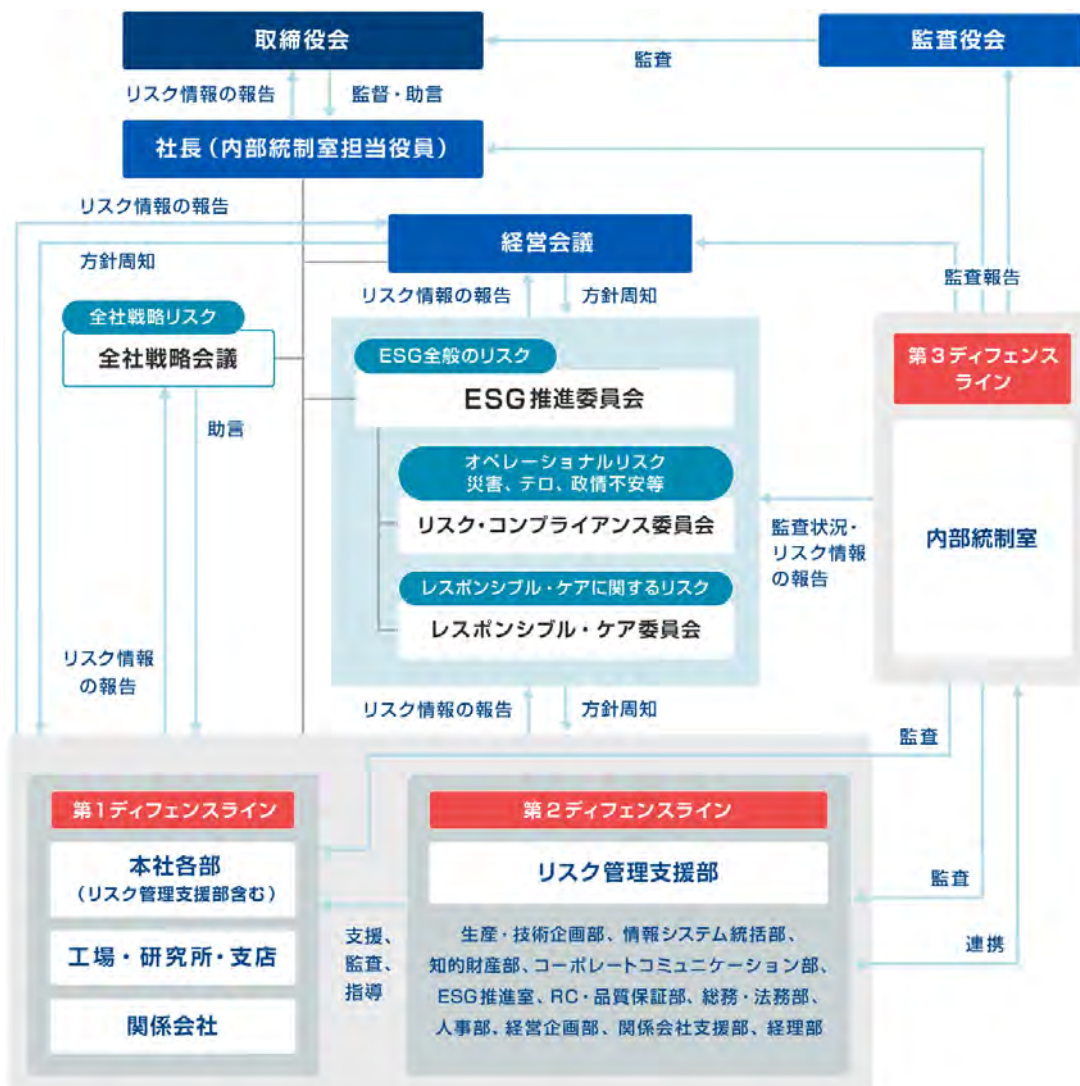 取締役会
監査役会
監査
リスク情報の報告
監督・助言
社長(内部統制室担当役員)
リスク情報の報告
経営会議
方針周知
リスク情報の報告
方針周知
監査報告
全社戦略リスク
全社戦略会議
助言
ESG全般のリスク
ESG推進委員会
オペレーショナルリスク
災害、テロ、政情不安等
リスク・コンプライアンス委員会
レスポンシブル・ケアに関するリスク
レスポンシブル・ケア委員会
監査状況・
リスク情報
の報告
第3ディフェンス
ライン
内部統制室
リスク情報
の報告
リスク情報の報告
方針周知
監査
第1ディフェンスライン
本社各部
(リスク管理支援部含む)
工場・研究所・支店
関係会社
支援、
監査、
指導
第2ディフェンスライン
リスク管理支援部
生産・技術企画部、情報システム統括部、
知的財産部、コーポレートコミュニケーション部、
ESG推進室、RC・品質保証部、総務・法務部、
人事部、経営企画部、関係会社支援部、経理部
監査
連携